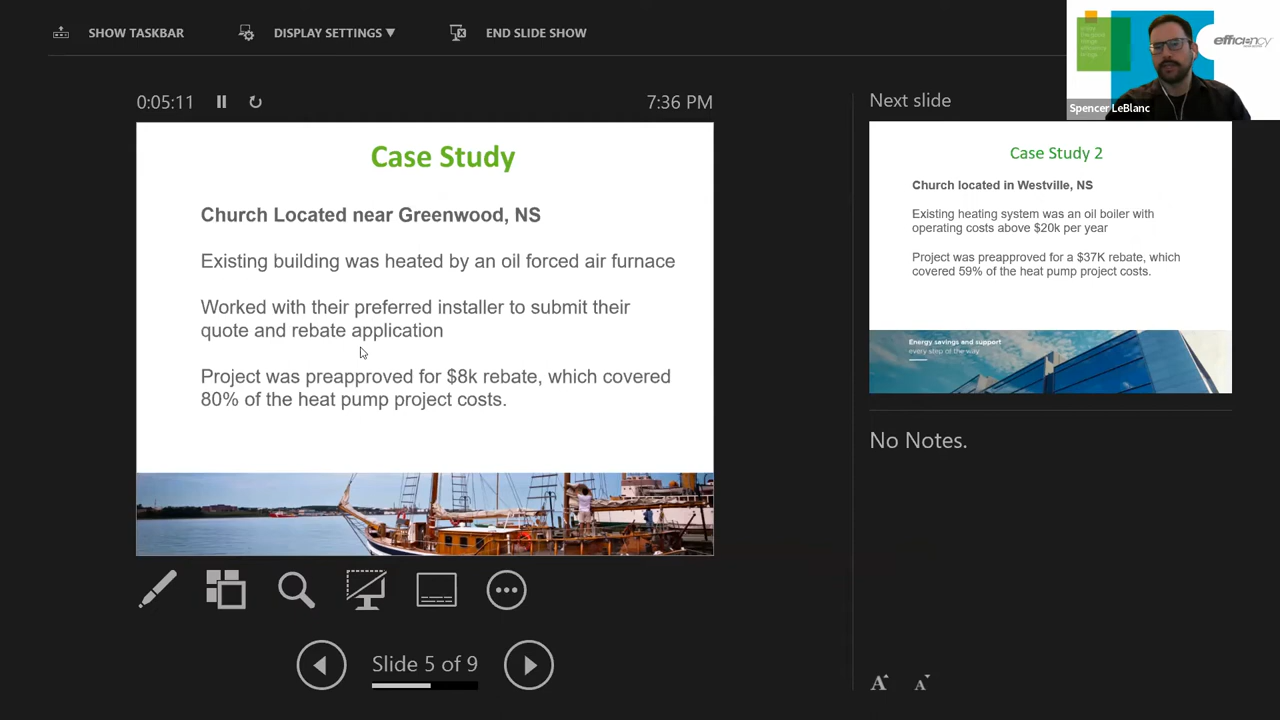 SHOW TASKBAR
DISPLAY SETTINGS ▼
END SLIDE SHOW
0:05:11
7:36 PM
Case Study
Church Located near Greenwood, NS
Existing building was heated by an oil forced air furnace
Worked with their preferred installer to submit their
quote and rebate application
Project was preapproved for $8k rebate, which covered
80% of the heat pump project costs.
Slide 5 of 9
efficiency
Spencer LeBlanc
Next slide
Case Study 2
Church located in Westville, NS
Existing heating system was an oil boiler with
operating costs above $20k per year
Project was preapproved for a $37K rebate, which
covered 59% of the heat pump project costs.
Energy savings and support
every step of the way
No Notes.
A A